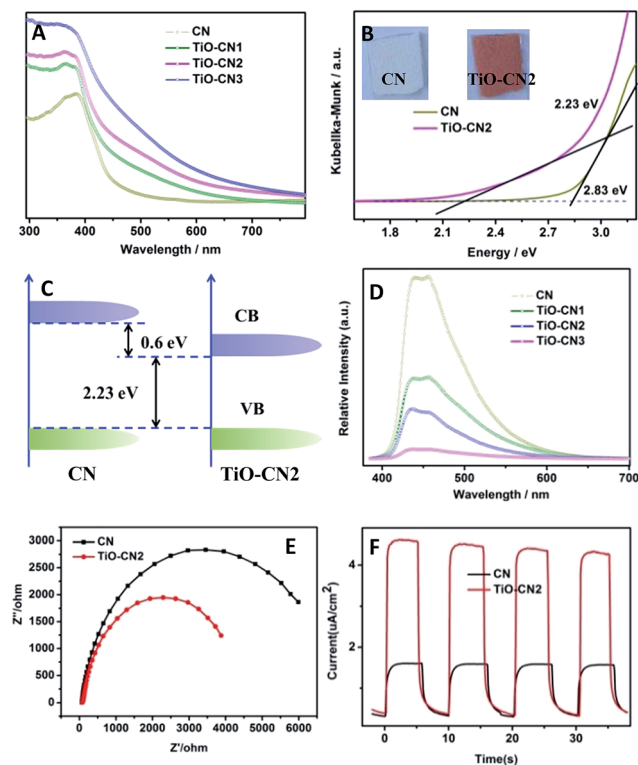 A
CN
TiO-CN1
TiO-CN2
TiO-CN3
300 400 500 600 700
Wavelength / nm
B
CN
TiO-CN2
CN
TiO-CN2
2.23 eV
2.83 eV
Kubellka-Munk / a.u.
1.8 2.1 2.4 2.7 3.0
Energy / eV
C
CB
0.6 eV
2.23 eV
VB
CN
TiO-CN2
D
CN
TiO-CN1
TiO-CN2
TiO-CN3
Relative Intensity (a.u.)
400 500 600 700
Wavelength / nm
E
CN
TiO-CN2
Z''/ohm
3000
2500
2000
1500
1000
500
0
0 1000 2000 3000 4000 5000 6000
Z'/ohm
F
CN
TiO-CN2
Current(uA/cm2)
4
2
0 10 20 30
Time(s)